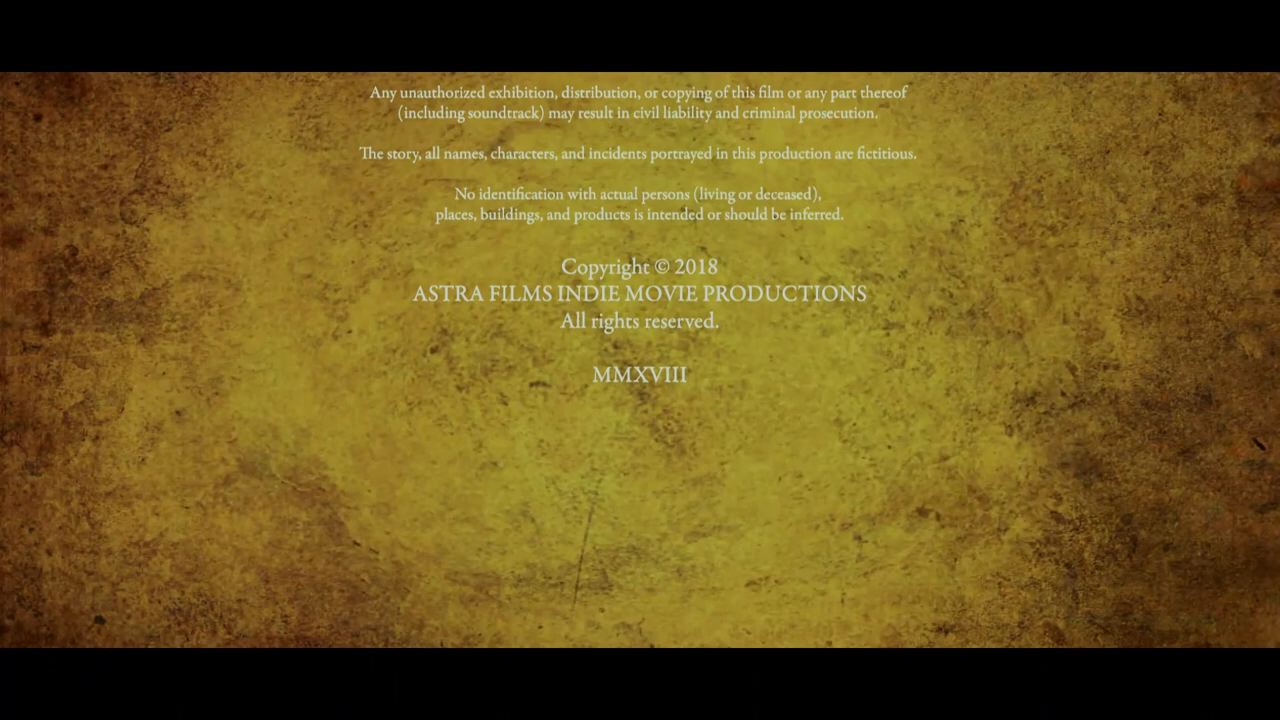 Any unauthorized exhibition, distribution, or copying of this film or any part thereof
(including soundtrack) may result in civil liability and criminal prosecution.
The story, all names, characters, and incidents portrayed in this production are fictitious.
No identification with actual persons (living or deceased),
places, buildings, and products is intended or should be inferred.
Copyright © 2018
ASTRA FILMS INDIE MOVIE PRODUCTIONS
All rights reserved.
MMXVIII